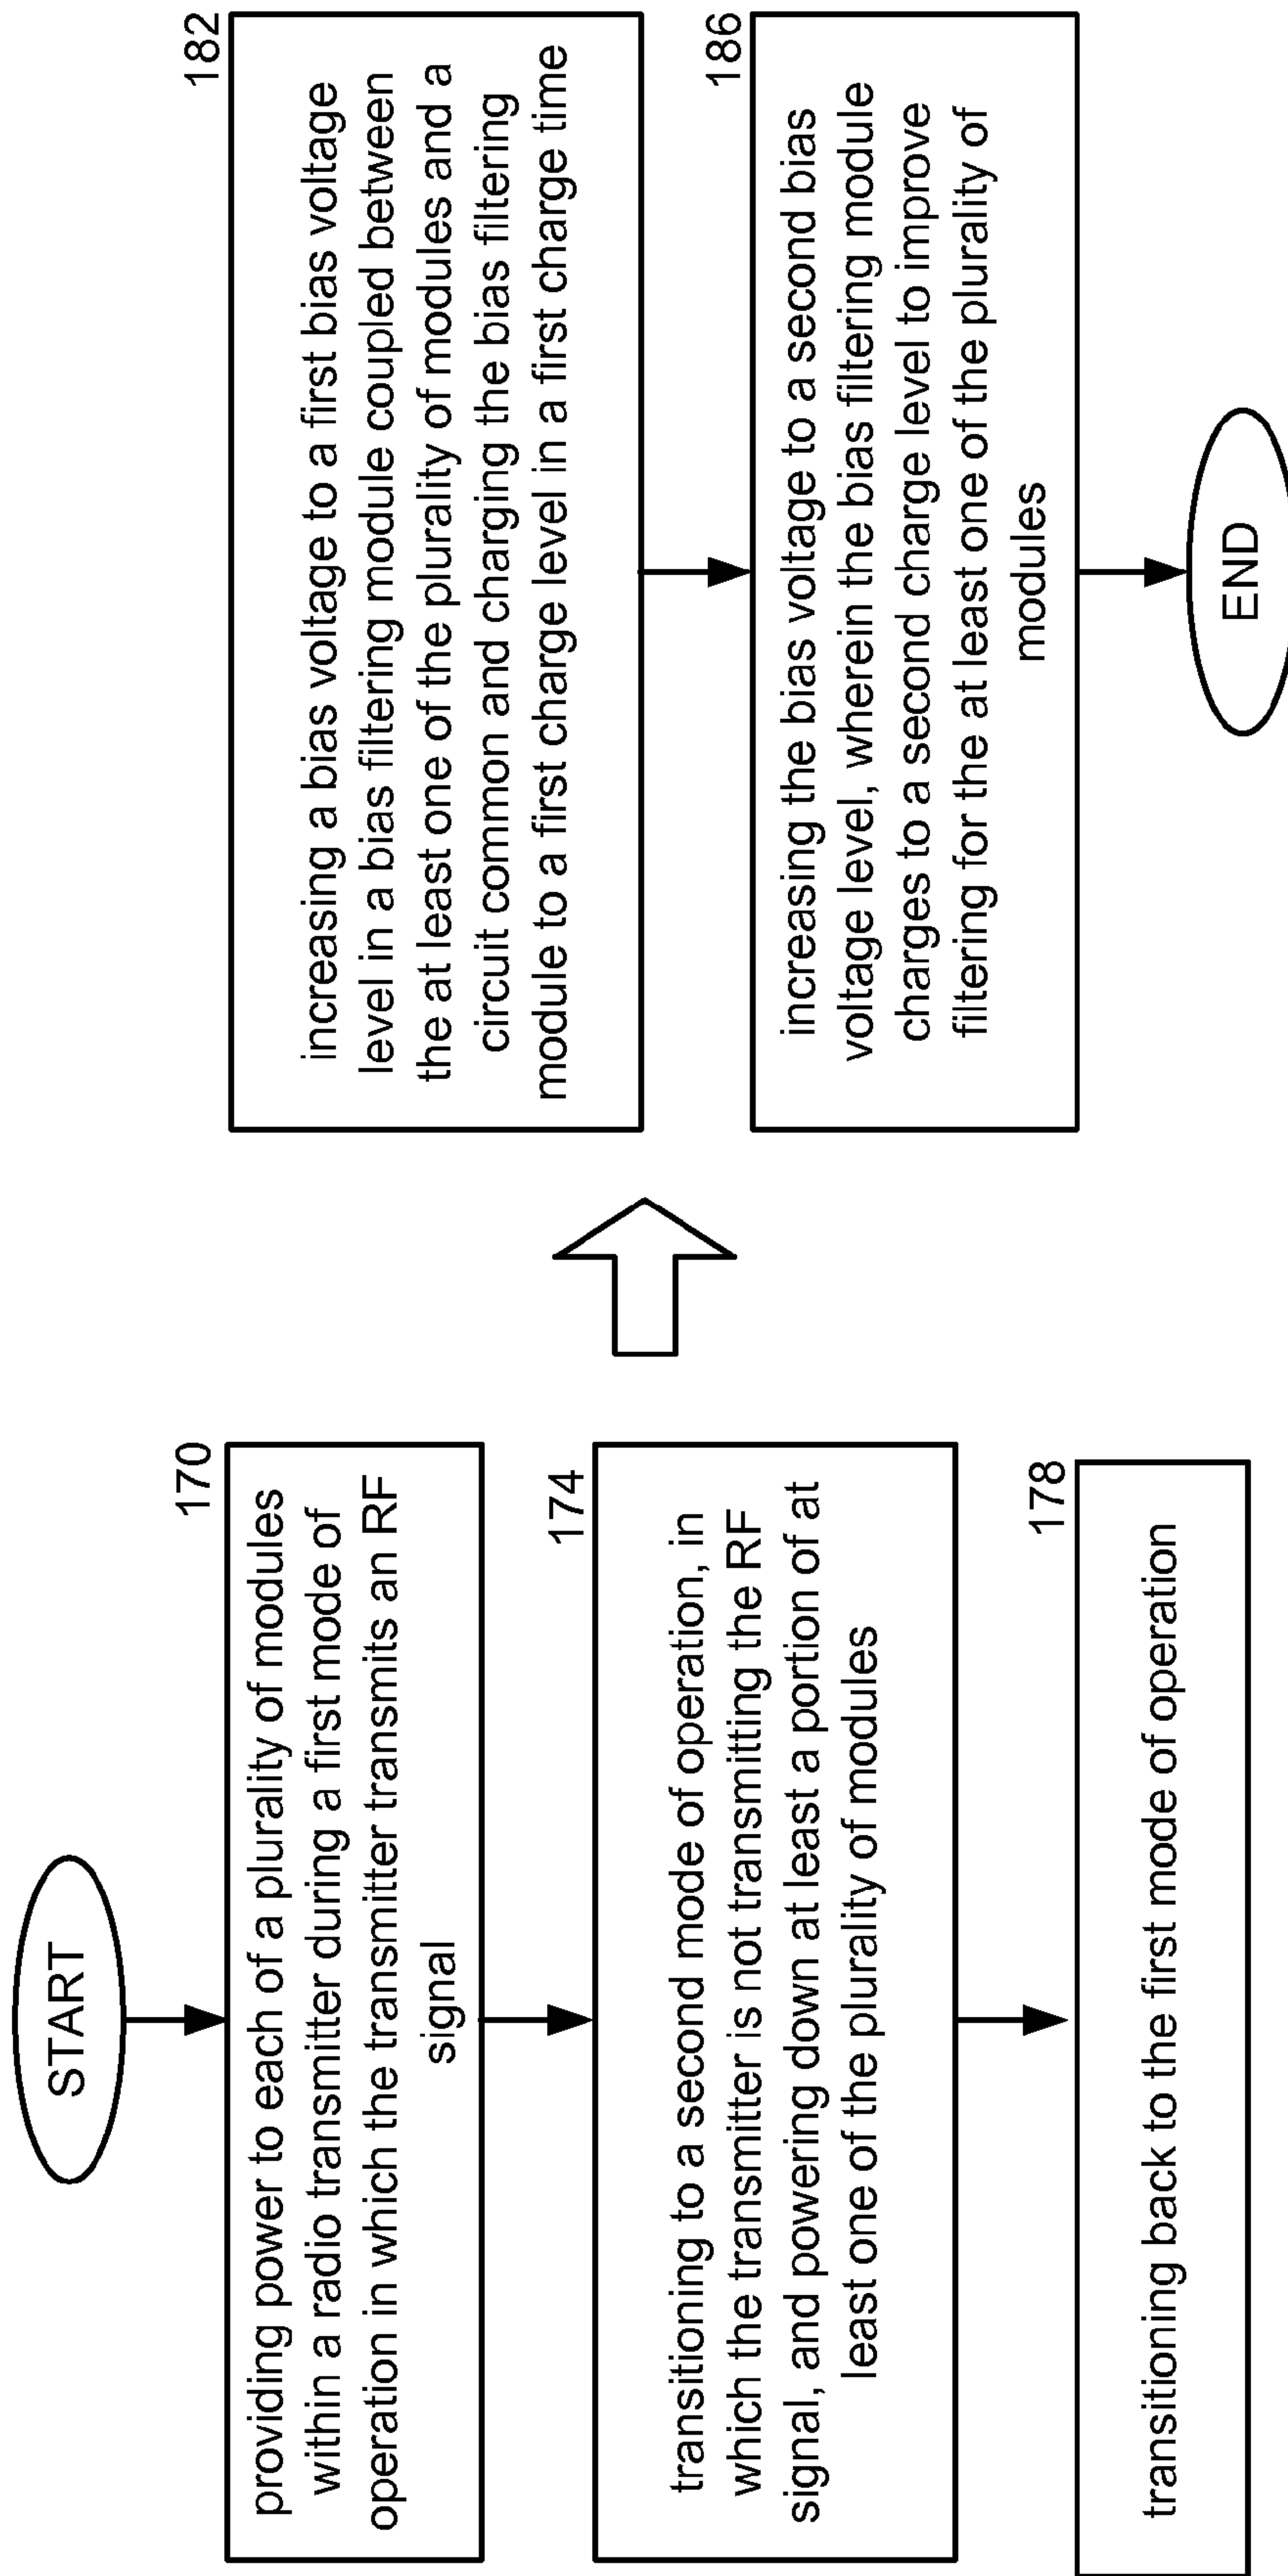 START
170
providing power to each of a plurality of modules
within a radio transmitter during a first mode of
operation in which the transmitter transmits an RF
signal
174
transitioning to a second mode of operation, in
which the transmitter is not transmitting the RF
signal, and powering down at least a portion of at
least one of the plurality of modules
178
transitioning back to the first mode of operation
182
increasing a bias voltage to a first bias voltage
level in a bias filtering module coupled between
the at least one of the plurality of modules and a
circuit common and charging the bias filtering
module to a first charge level in a first charge time
186
increasing the bias voltage to a second bias
voltage level, wherein the bias filtering module
charges to a second charge level to improve
filtering for the at least one of the plurality of
modules
END